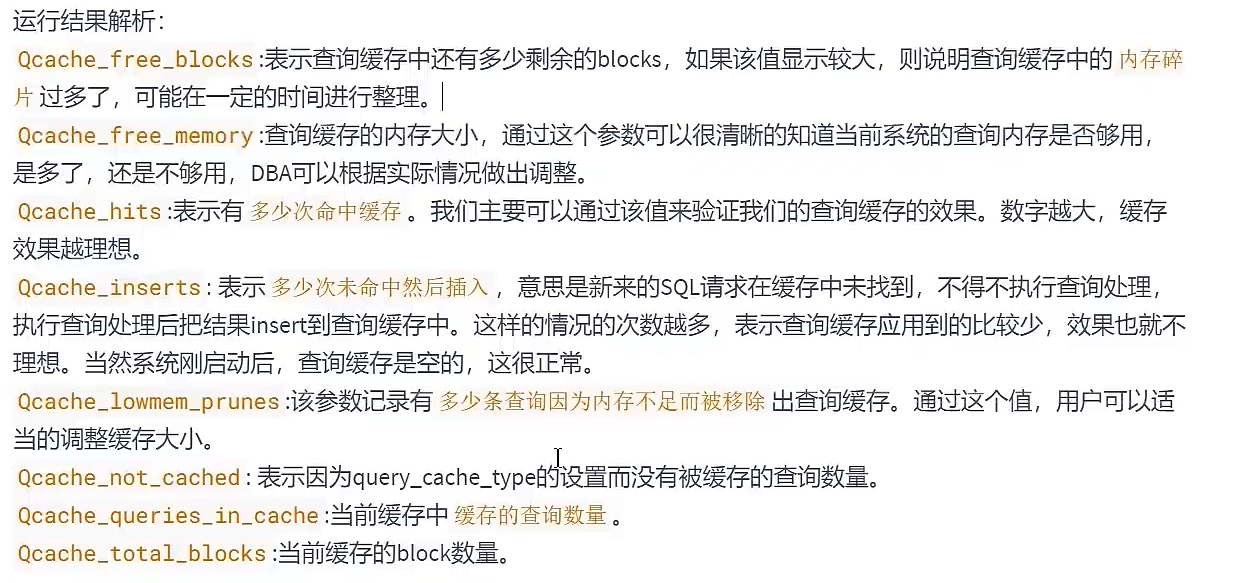 运行结果解析：
Qcache_free_blocks:表示查询缓存中还有多少剩余的blocks，如果该值显示较大，则说明查询缓存中的 内存碎
片 过多了，可能在一定的时间进行整理。
Qcache_free_memory:查询缓存的内存大小，通过这个参数可以很清晰的知道当前系统的查询内存是否够用，
是多了，还是不够用，DBA可以根据实际情况做出调整。
Qcache_hits:表示有 多少次命中缓存 。我们主要可以通过该值来验证我们的查询缓存的效果。数字越大，缓存
效果越理想。
Qcache_inserts: 表示 多少次未命中然后插入 ，意思是新来的SQL请求在缓存中未找到，不得不执行查询处理，
执行查询处理后把结果insert到查询缓存中。这样的情况的次数越多，表示查询缓存应用到的比较少，效果也就不
理想。当然系统刚启动后，查询缓存是空的，这很正常。
Qcache_lowmem_prunes:该参数记录有 多少条查询因为内存不足而被移除 出查询缓存。通过这个值，用户可以适
当的调整缓存大小。
Qcache_not_cached: 表示因为query_cache_type的设置而没有被缓存的查询数量。
Qcache_queries_in_cache:当前缓存中 缓存的查询数量 。
Qcache_total_blocks:当前缓存的block数量。